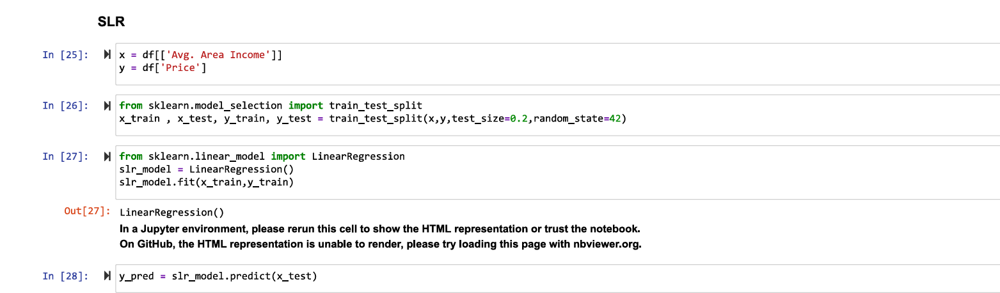 SLR
In [25]:
x = df[['Avg. Area Income']]
y = df['Price']
In [26]:
from sklearn.model_selection import train_test_split
x_train , x_test, y_train, y_test = train_test_split(x,y,test_size=0.2,random_state=42)
In [27]:
from sklearn.linear_model import LinearRegression
slr_model = LinearRegression()
slr_model.fit(x_train,y_train)
Out[27]:
LinearRegression()
In a Jupyter environment, please rerun this cell to show the HTML representation or trust the notebook.
On GitHub, the HTML representation is unable to render, please try loading this page with nbviewer.org.
In [28]:
y_pred = slr_model.predict(x_test)